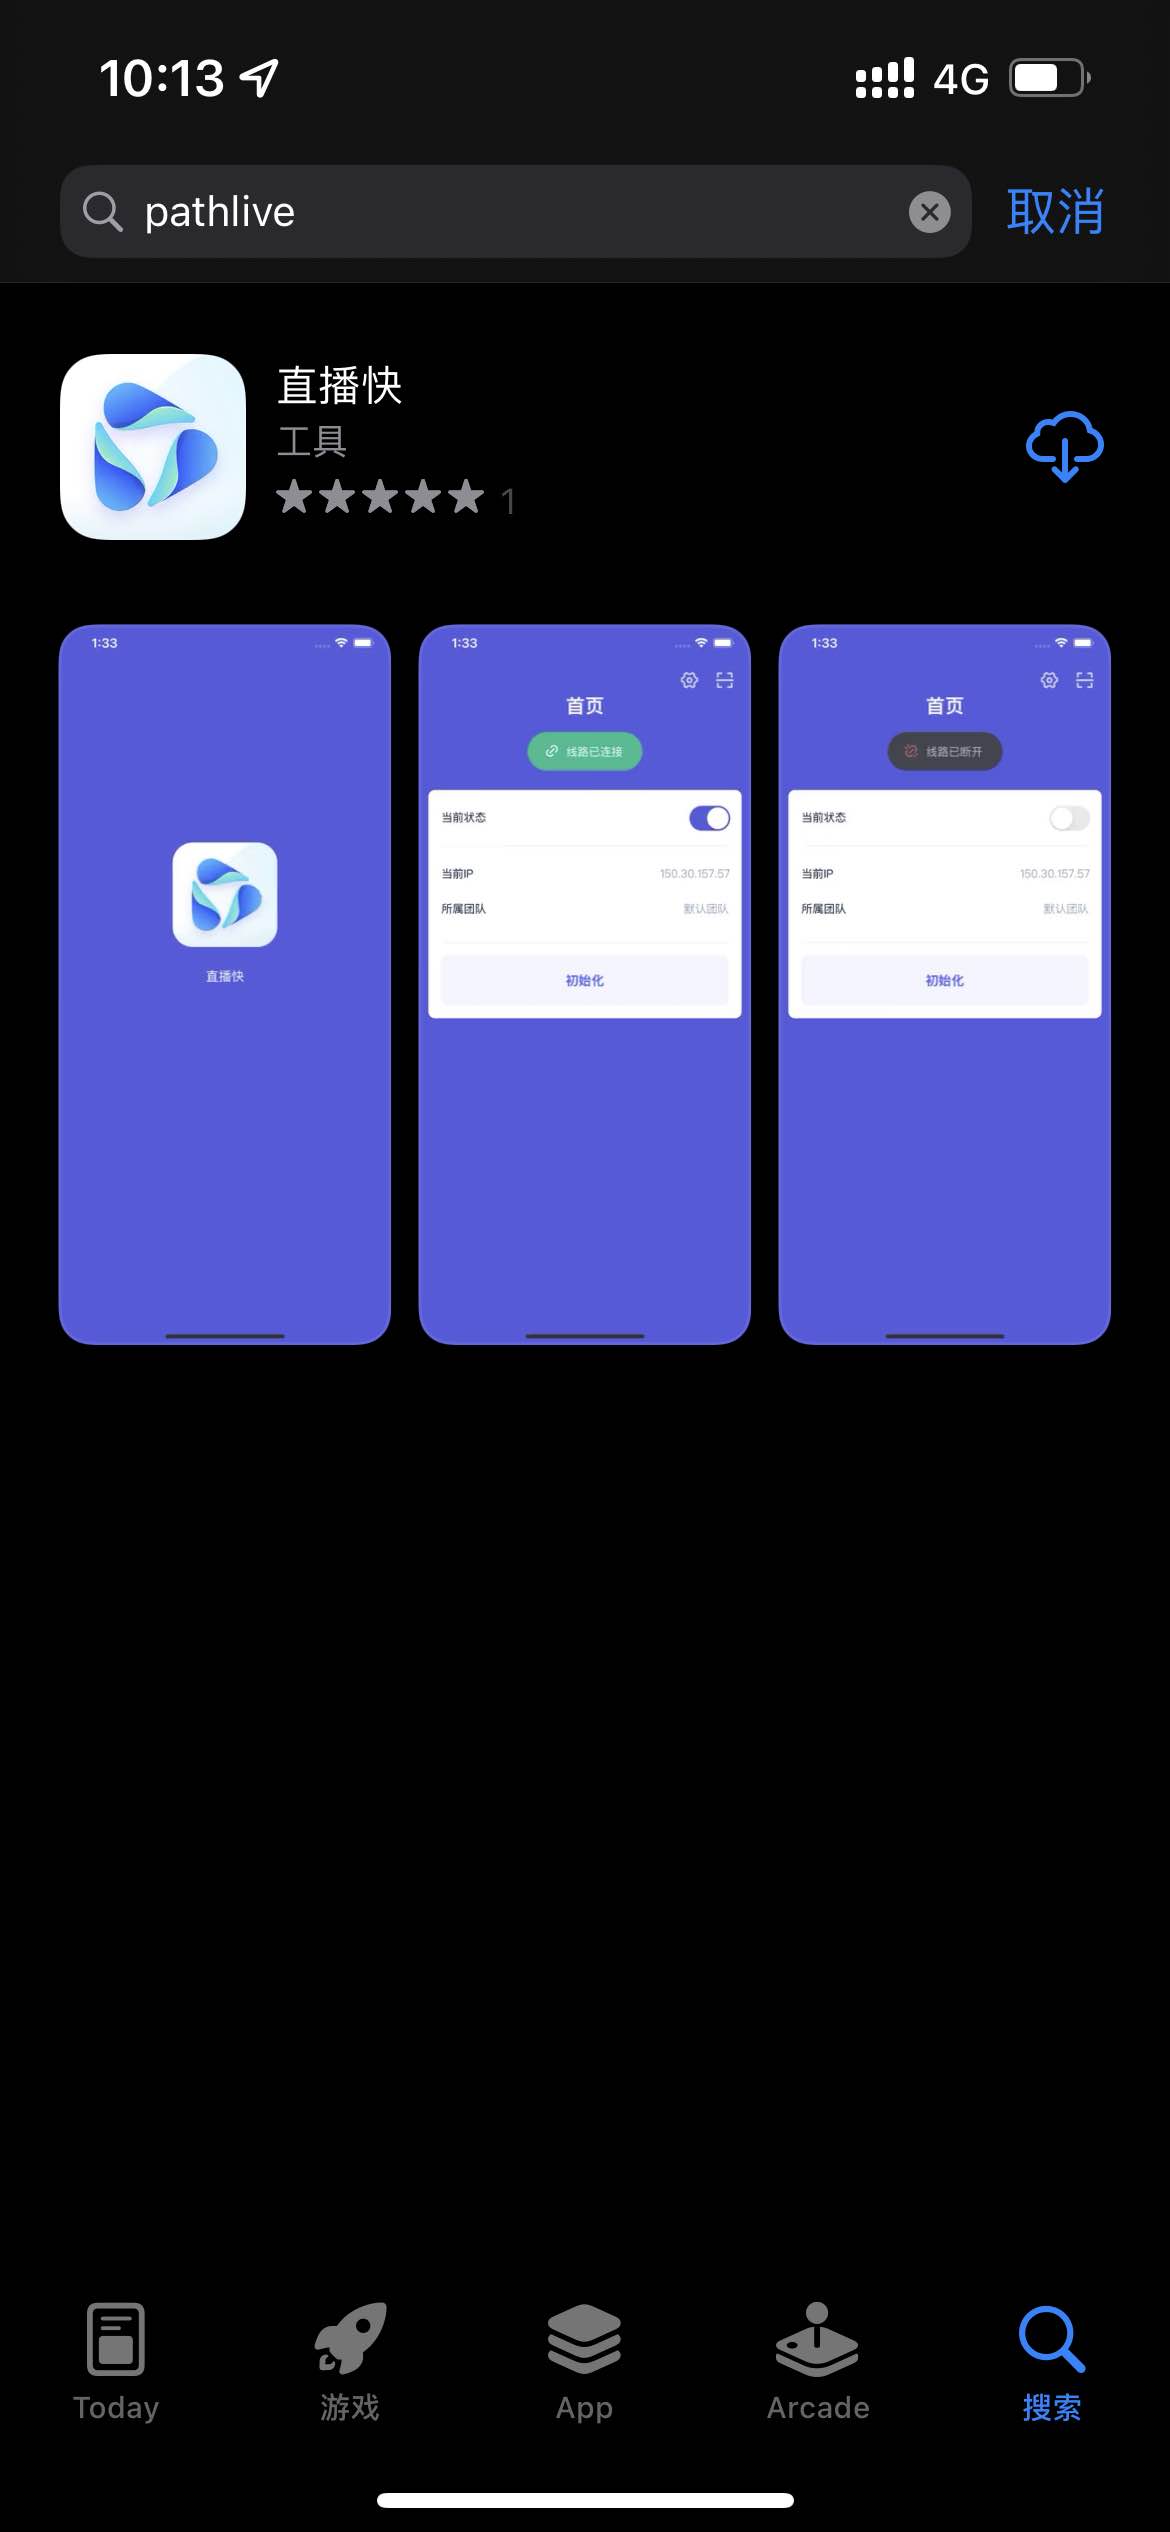 10:13
4G
pathlive
取消
直播快
工具
1
1:33
直播快
1:33
首页
线路已连接
当前状态
当前IP
150.30.157.57
所属团队
默认团队
初始化
1:33
首页
线路已断开
当前状态
当前IP
150.30.157.57
所属团队
默认团队
初始化
Today
游戏
App
Arcade
搜索